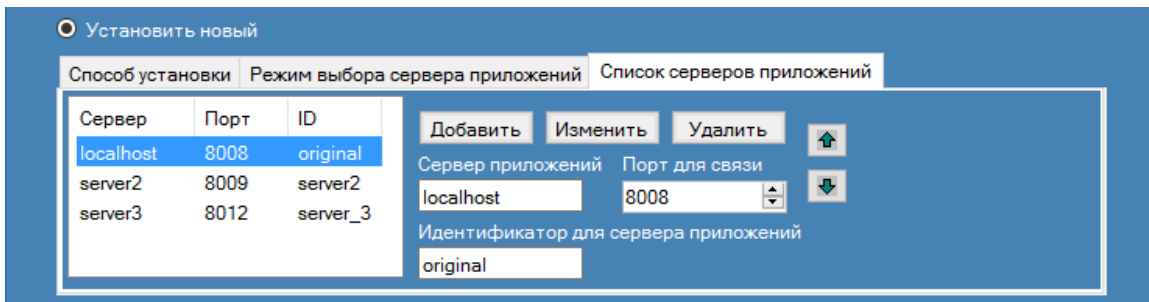 Установить новый
Способ установки Режим выбора сервера приложений Список серверов приложений
Сервер Порт ID
localhost 8008 original
server2 8009 server2
server3 8012 server_3
Добавить Изменить Удалить
Сервер приложений Порт для связи
localhost 8008
Идентификатор для сервера приложений
original